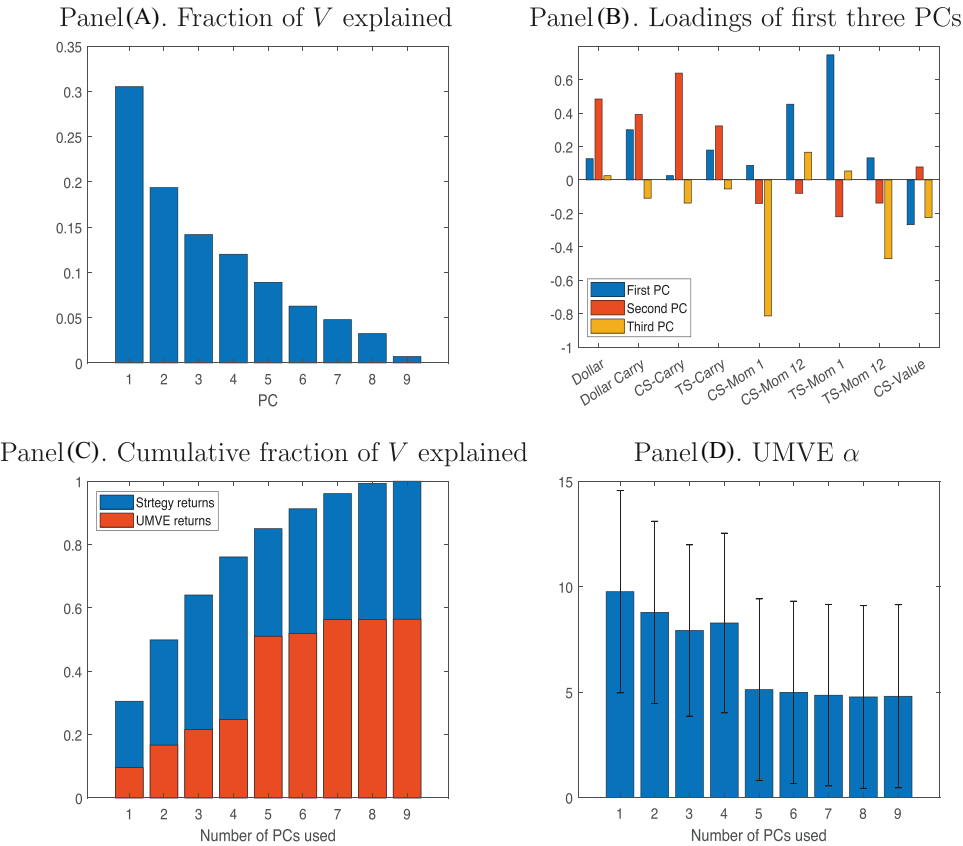 Panel(A). Fraction of V explained
0.35
0.3
0.25
0.2
0.15
0.1
0.05
0
1 2 3 4 5 6 7 8 9
PC
Panel(B). Loadings of first three PCs
0.6
0.4
0.2
0
-0.2
-0.4
-0.6
-0.8
-1
First PC
Second PC
Third PC
Dollar
Dollar Carry
CS-Carry
TS-Carry
CS-Mom 1
CS-Mom 12
TS-Mom 1
TS-Mom 12
CS-Value
Panel(C). Cumulative fraction of V explained
1
0.8
0.6
0.4
0.2
0
Strtegy returns
UMVE returns
1 2 3 4 5 6 7 8 9
Number of PCs used
Panel(D). UMVE α
15
10
5
0
1 2 3 4 5 6 7 8 9
Number of PCs used